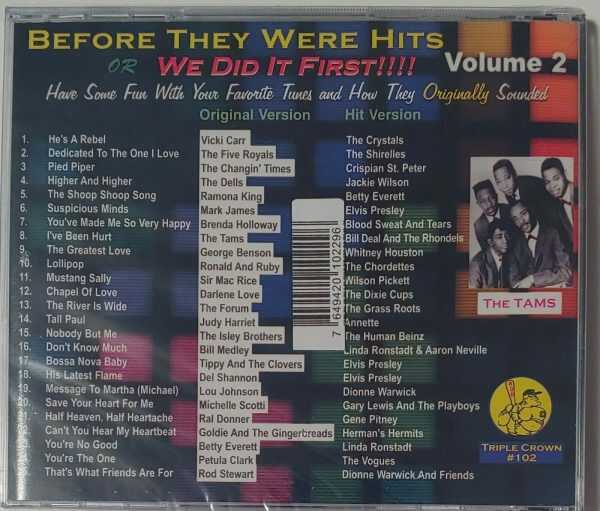 BEFORE THEY WERE HITS
OR WE DID IT FIRST!!!! Volume 2
Have Some Fun With Your Favorite Tunes and How They Originally Sounded
Original Version Hit Version
1. He's A Rebel Vicki Carr The Crystals
2. Dedicated To The One I Love The Five Royals The Shirelles
3 Pied Piper The Changin' Times Crispian St. Peter
4. Higher And Higher The Dells Jackie Wilson
5. The Shoop Shoop Song Ramona King Betty Everett
6. Suspicious Minds Mark James Elvis Presley
7. You've Made Me So Very Happy Brenda Holloway Blood Sweat And Tears
8. I've Been Hurt The Tams Bill Deal And The Rhondels
9. The Greatest Love George Benson Whitney Houston
10. Lollipop Ronald And Ruby The Chordettes
11. Mustang Sally Sir Mac Rice Wilson Pickett
12. Chapel Of Love Darlene Love The Dixie Cups
13. The River Is Wide The Forum The Grass Roots
14. Tall Paul Judy Harriet Annette
15. Nobody But Me The Isley Brothers The Human Beinz
16. Don't Know Much Bill Medley Linda Ronstadt & Aaron Neville
17. Bossa Nova Baby Tippy And The Clovers Elvis Presley
18. His Latest Flame Del Shannon Elvis Presley
19. Message To Martha (Michael) Lou Johnson Dionne Warwick
20. Save Your Heart For Me Michelle Scotti Gary Lewis And The Playboys
21. Half Heaven, Half Heartache Ral Donner Gene Pitney
Can't You Hear My Heartbeat Goldie And The Gingerbreads Herman's Hermits
You're No Good Betty Everett Linda Ronstadt
You're The One Petula Clark The Vogues
That's What Friends Are For Rod Stewart Dionne Warwick And Friends
7 64942010229 6
THE TAMS
TRIPLE CROWN
#102